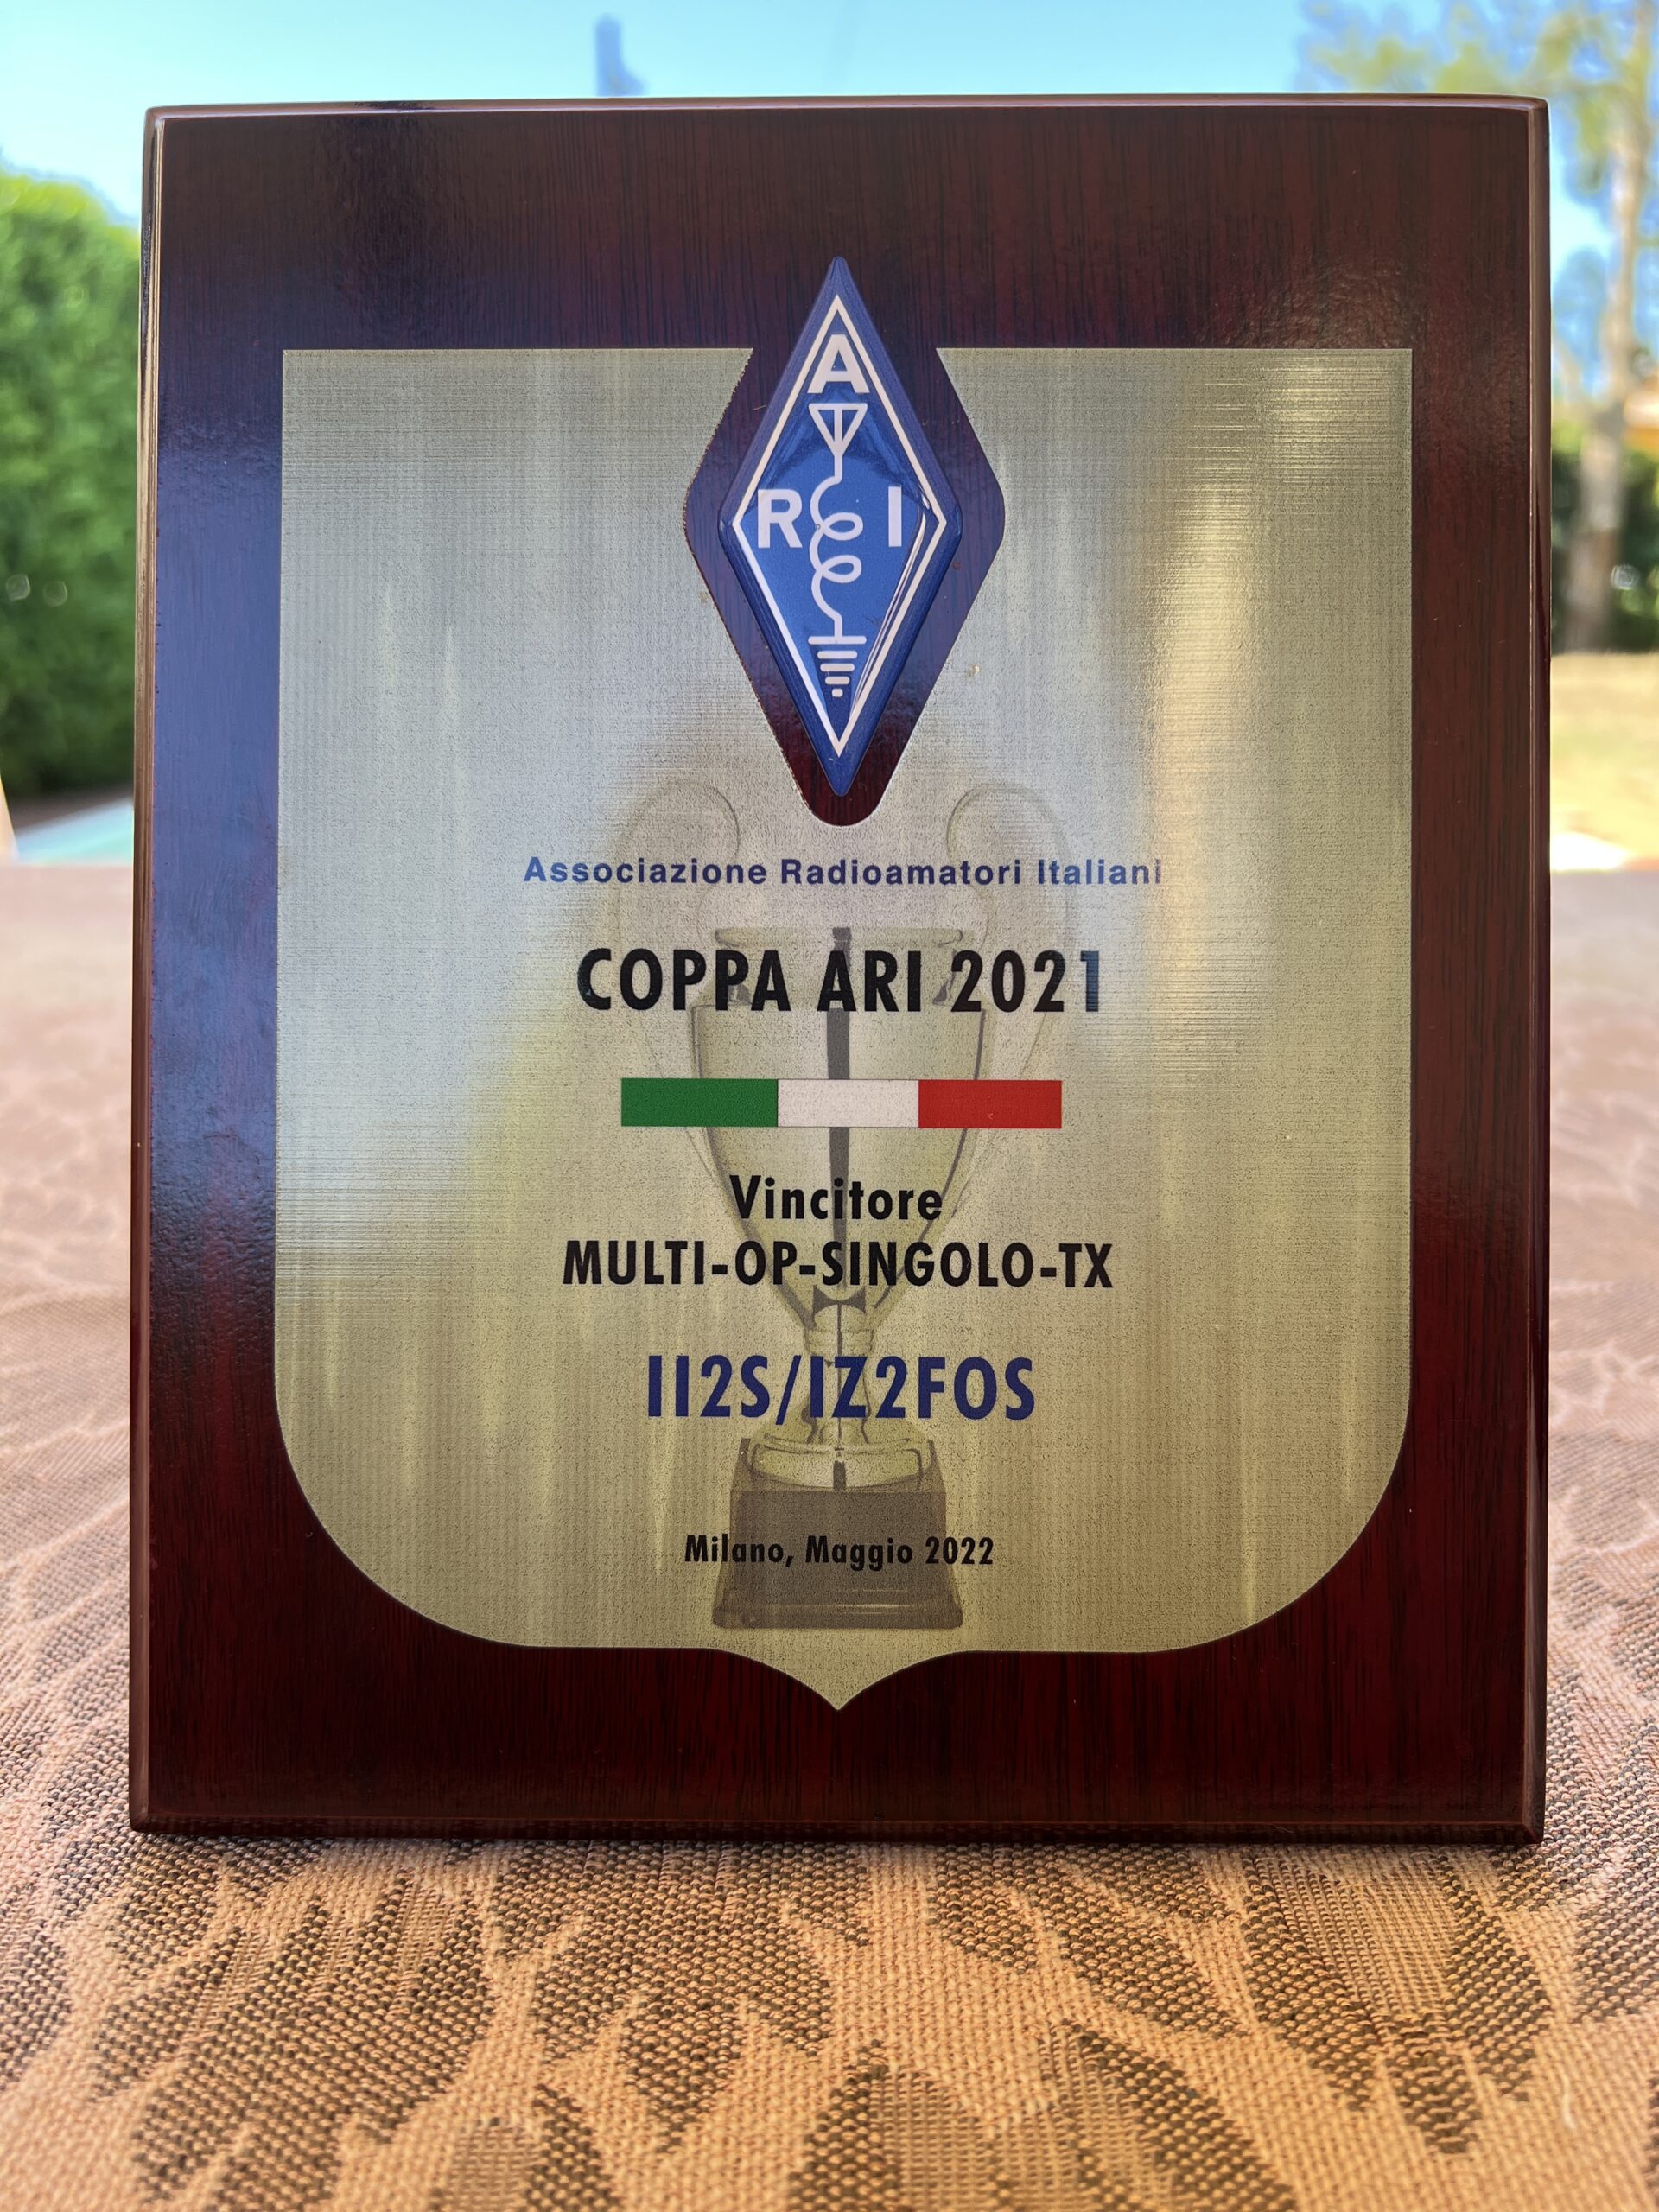 A
R I
Associazione Radioamatori Italiani
COPPA ARI 2021
Vincitore
MULTI-OP-SINGOLO-TX
II2S/IZ2FOS
Milano, Maggio 2022